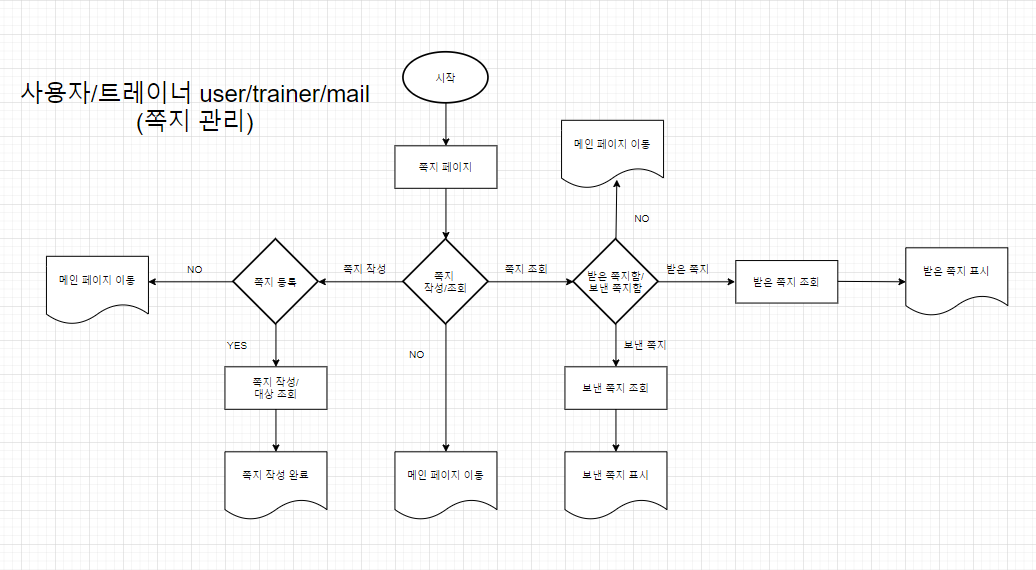 시작
사용자/트레이너 user/trainer/mail
(쪽지 관리)
메인 페이지 이동
쪽지 페이지
NO
메인 페이지 이동
NO
쪽지 등록
쪽지 작성
쪽지
작성/조회
쪽지 조회
받은 쪽지함/
보낸 쪽지함
받은 쪽지
받은 쪽지 조회
받은 쪽지 표시
YES
NO
보낸 쪽지
쪽지 작성/
대상 조회
보낸 쪽지 조회
쪽지 작성 완료
메인 페이지 이동
보낸 쪽지 표시